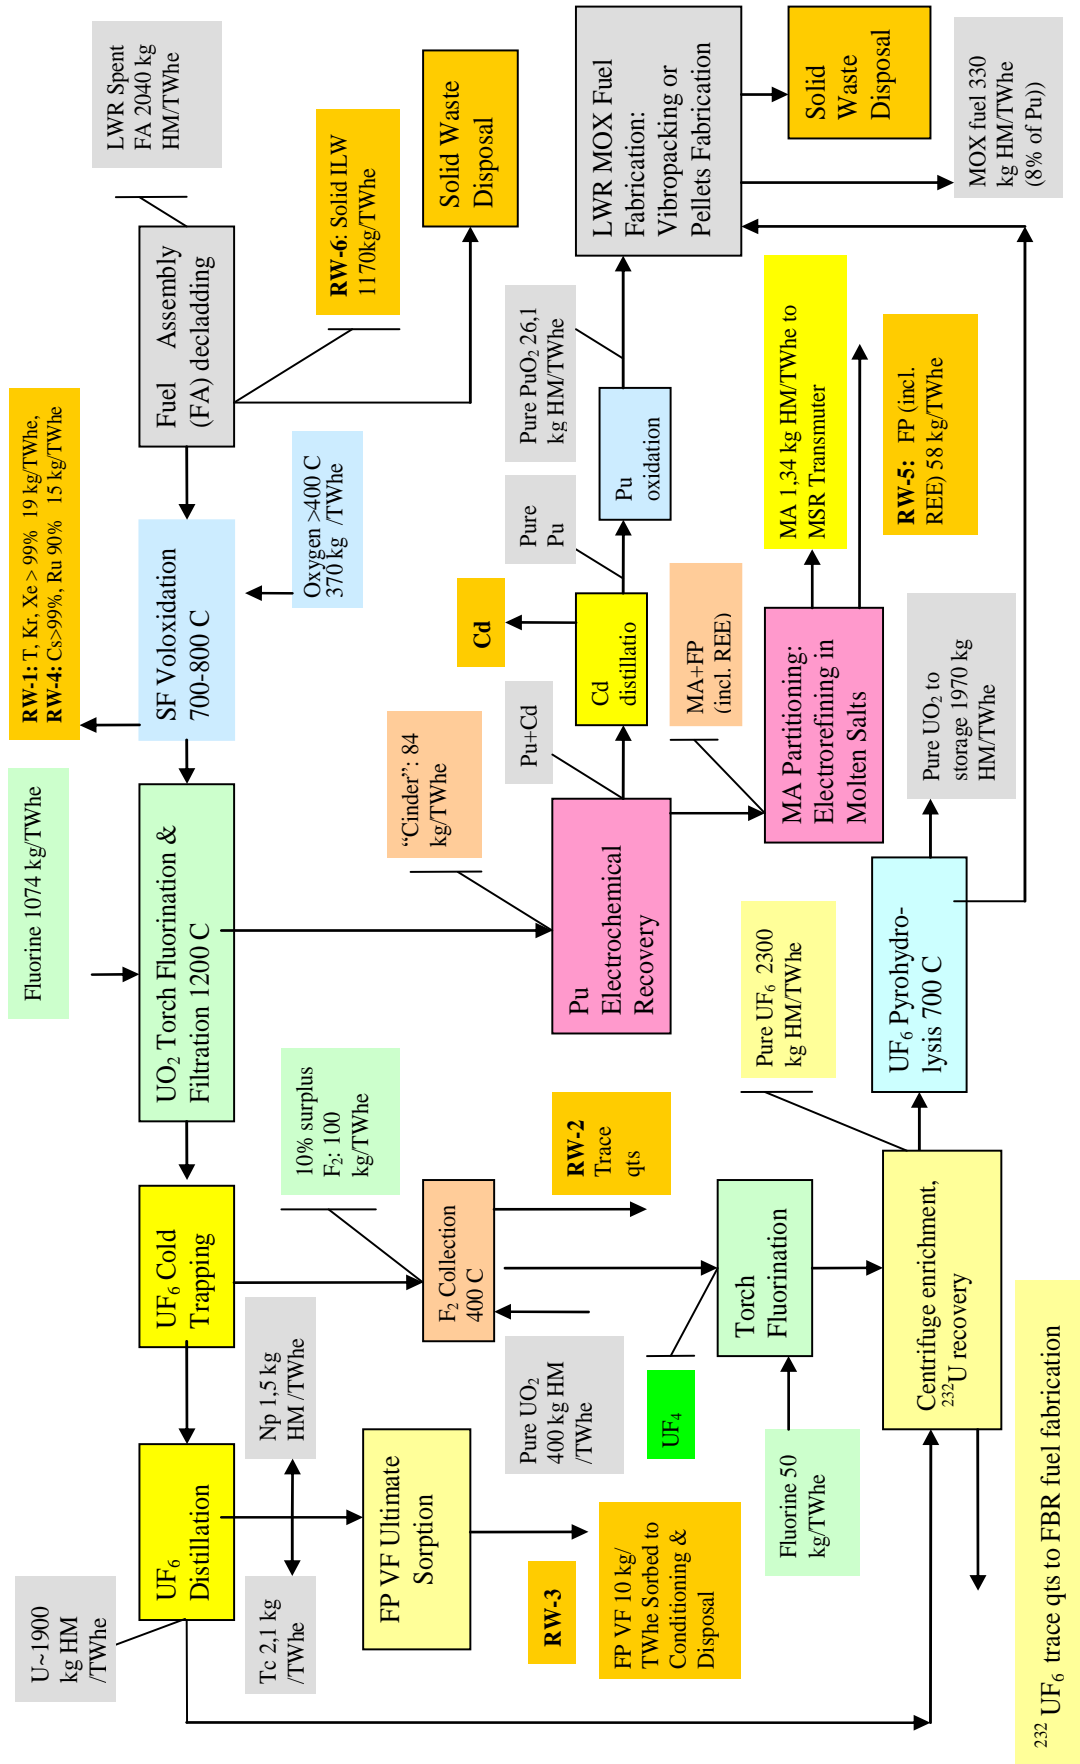 LWR Spent
FA 2040 kg
HM/TWhe
Fuel Assembly
(FA) decladding
RW-6: Solid ILW
1170kg/TWhe
Solid Waste
Disposal
RW-1: T, Kr, Xe > 99% 19 kg/TWhe,
RW-4: Cs>99%, Ru 90% 15 kg/TWhe
SF Voloxidation
700-800 C
Oxygen >400 C
370 kg /TWhe
Fluorine 1074 kg/TWhe
UO₂ Torch Fluorination &
Filtration 1200 C
“Cinder”: 84
kg/TWhe
UF₆ Cold
Trapping
10% surplus
F₂: 100
kg/TWhe
F₂ Collection
400 C
RW-2
Trace
qts
Pure UO₂
400 kg HM
/TWhe
U~1900
kg HM
/TWhe
UF₆
Distillation
Np 1,5 kg
HM /TWhe
Tc 2,1 kg
/TWhe
FP VF Ultimate
Sorption
RW-3
FP VF 10 kg/
TWhe Sorbed to
Conditioning &
Disposal
UF₄
Torch
Fluorination
Fluorine 50
kg/TWhe
Pure UF₆ 2300
kg HM/TWhe
Centrifuge enrichment,
²³²U recovery
²³² UF₆ trace qts to FBR fuel fabrication
UF₆ Pyrohydro-
lysis 700 C
Pure UO₂ to
storage 1970 kg
HM/TWhe
Pu
Electrochemical
Recovery
Pu+Cd
Cd
Cd
distillatio
Pure
Pu
Pu
oxidation
Pure PuO₂ 26,1
kg HM/TWhe
MA+FP
(incl. REE)
MA Partitioning:
Electrorefining in
Molten Salts
MA 1,34 kg HM/TWhe to
MSR Transmuter
RW-5: FP (incl.
REE) 58 kg/TWhe
LWR MOX Fuel
Fabrication:
Vibropacking or
Pellets Fabrication
Solid
Waste
Disposal
MOX fuel 330
kg HM/TWhe
(8% of Pu))